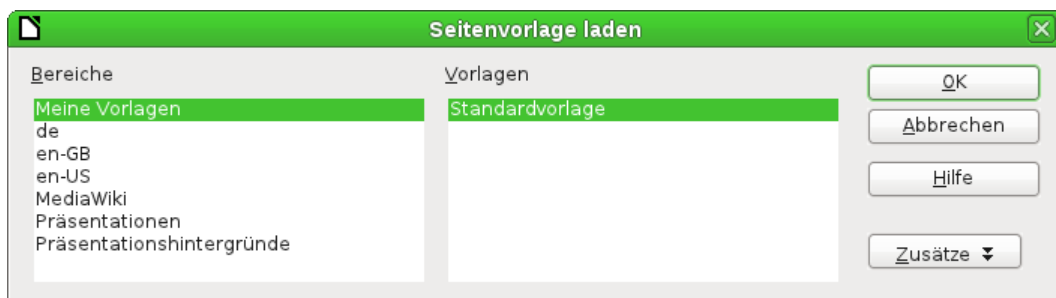 Seitenvorlage laden
Bereiche
Meine Vorlagen
de
en-GB
en-US
MediaWiki
Präsentationen
Präsentationshintergründe
Vorlagen
Standardvorlage
OK
Abbrechen
Hilfe
Zusätze